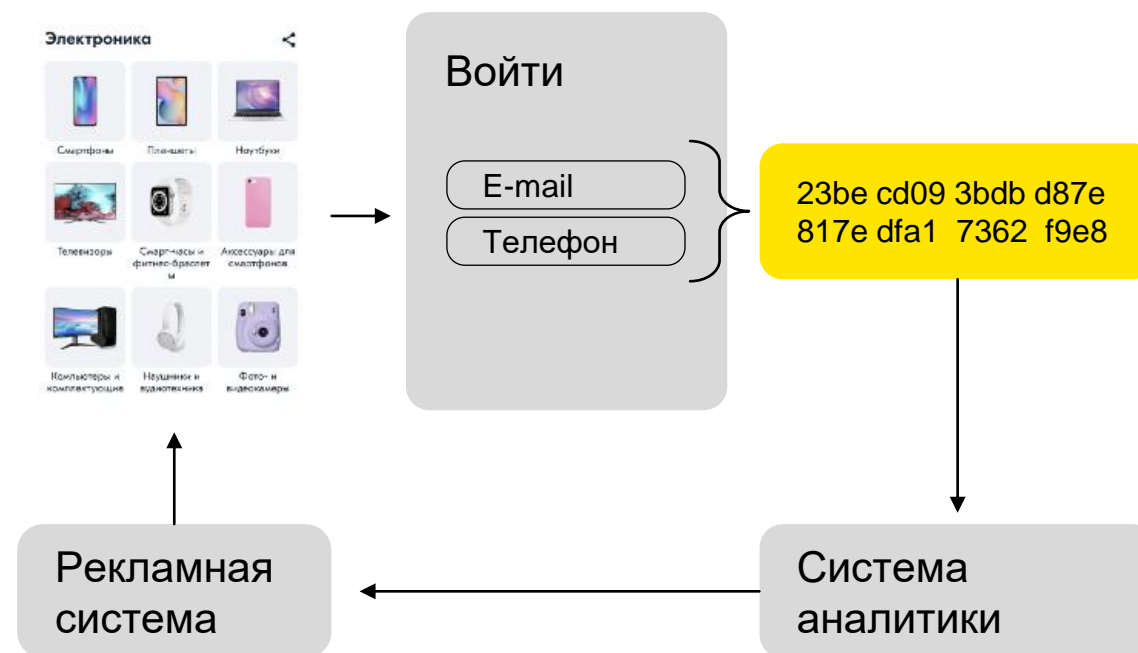 Электроника
Войти
E-mail
Телефон
23be cd09 3bdb d87e
817e dfa1 7362 f9e8
Смартфоны
Планшеты
Ноутбуки
Телевизоры
Смарт-часы и
фитнес-браслет
ы
Аксессуары для
смартфонов
Компьютеры и
комплектующие
Наушники и
аудиотехника
Фото- и
видеокамеры
Рекламная
система
Система
аналитики